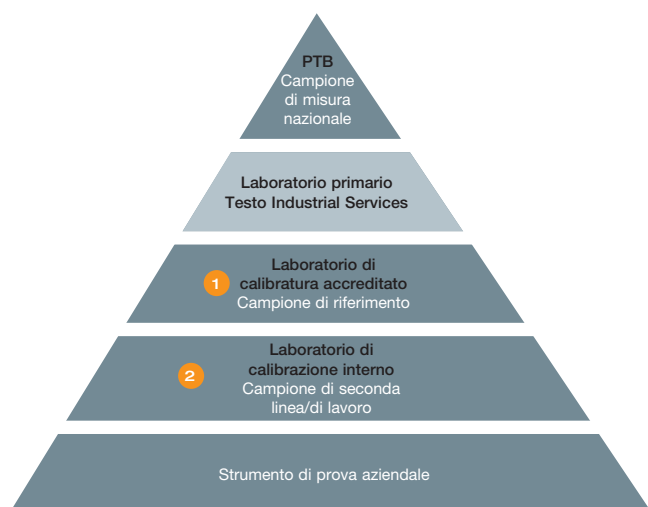 PTB
Campione
di misura
nazionale
Laboratorio primario
Testo Industrial Services
Laboratorio di
1 calibratura accreditato
Campione di riferimento
Laboratorio di
calibrazione interno
2 Campione di seconda
linea/di lavoro
Strumento di prova aziendale